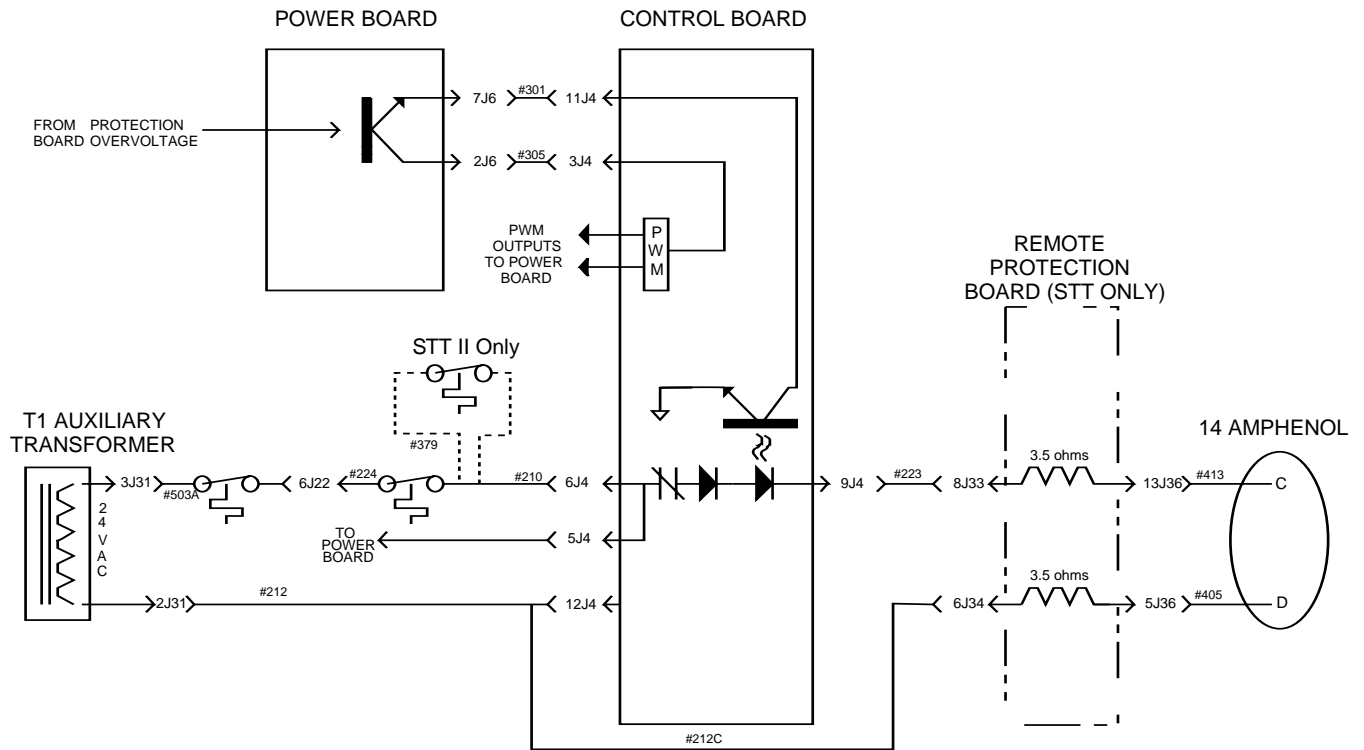 POWER BOARD
CONTROL BOARD
7J6
#301
11J4
FROM PROTECTION
BOARD OVERVOLTAGE
2J6
#305
3J4
PWM
OUTPUTS
TO POWER
BOARD
P
W
M
REMOTE
PROTECTION
BOARD (STT ONLY)
STT II Only
T1 AUXILIARY
TRANSFORMER
#379
14 AMPHENOL
3J31
#503A
6J22
#224
#210
6J4
9J4
#223
8J33
3.5 ohms
13J36
#413
C
2
4
V
A
C
TO
POWER
BOARD
5J4
2J31
#212
12J4
6J34
3.5 ohms
5J36
#405
D
#212C